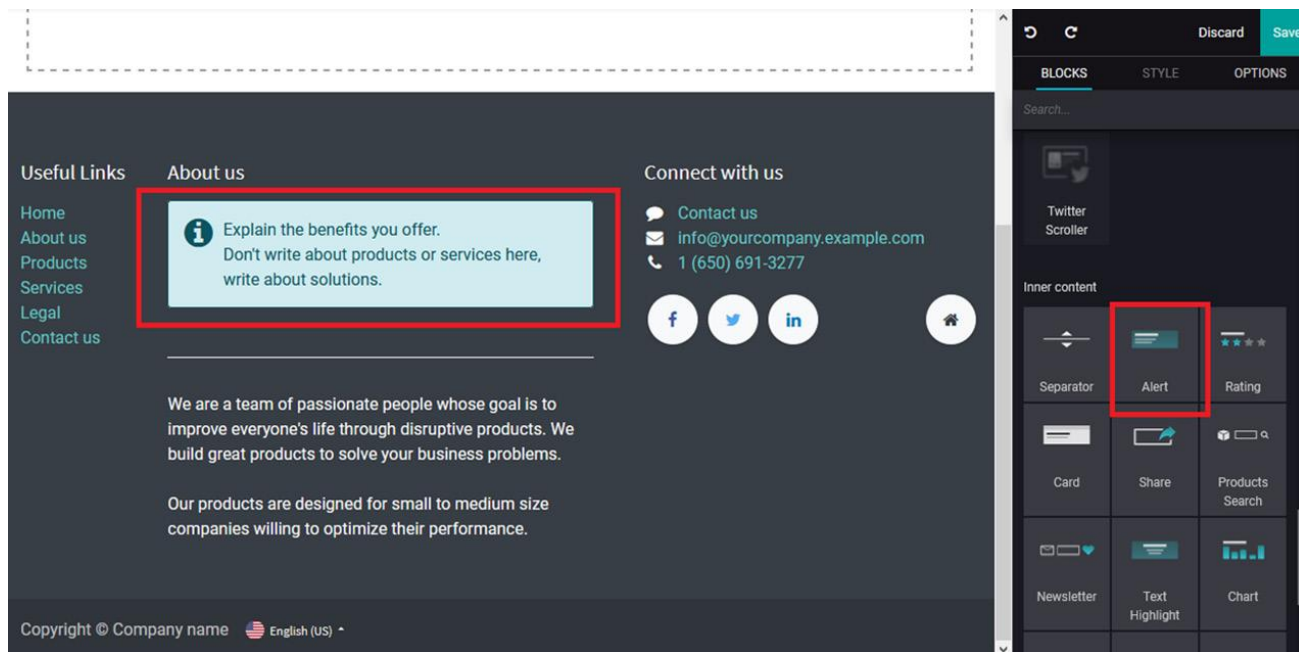 Discard Save
BLOCKS STYLE OPTIONS
Search...
Twitter
Scroller
Inner content
Separator Alert Rating
Card Share Products
Search
Newsletter Text
Highlight
Chart
Useful Links
Home
About us
Products
Services
Legal
Contact us
About us
Explain the benefits you offer.
Don't write about products or services here,
write about solutions.
We are a team of passionate people whose goal is to
improve everyone's life through disruptive products. We
build great products to solve your business problems.
Our products are designed for small to medium size
companies willing to optimize their performance.
Connect with us
Contact us
info@yourcompany.example.com
1 (650) 691-3277
f in
Copyright © Company name English (US)